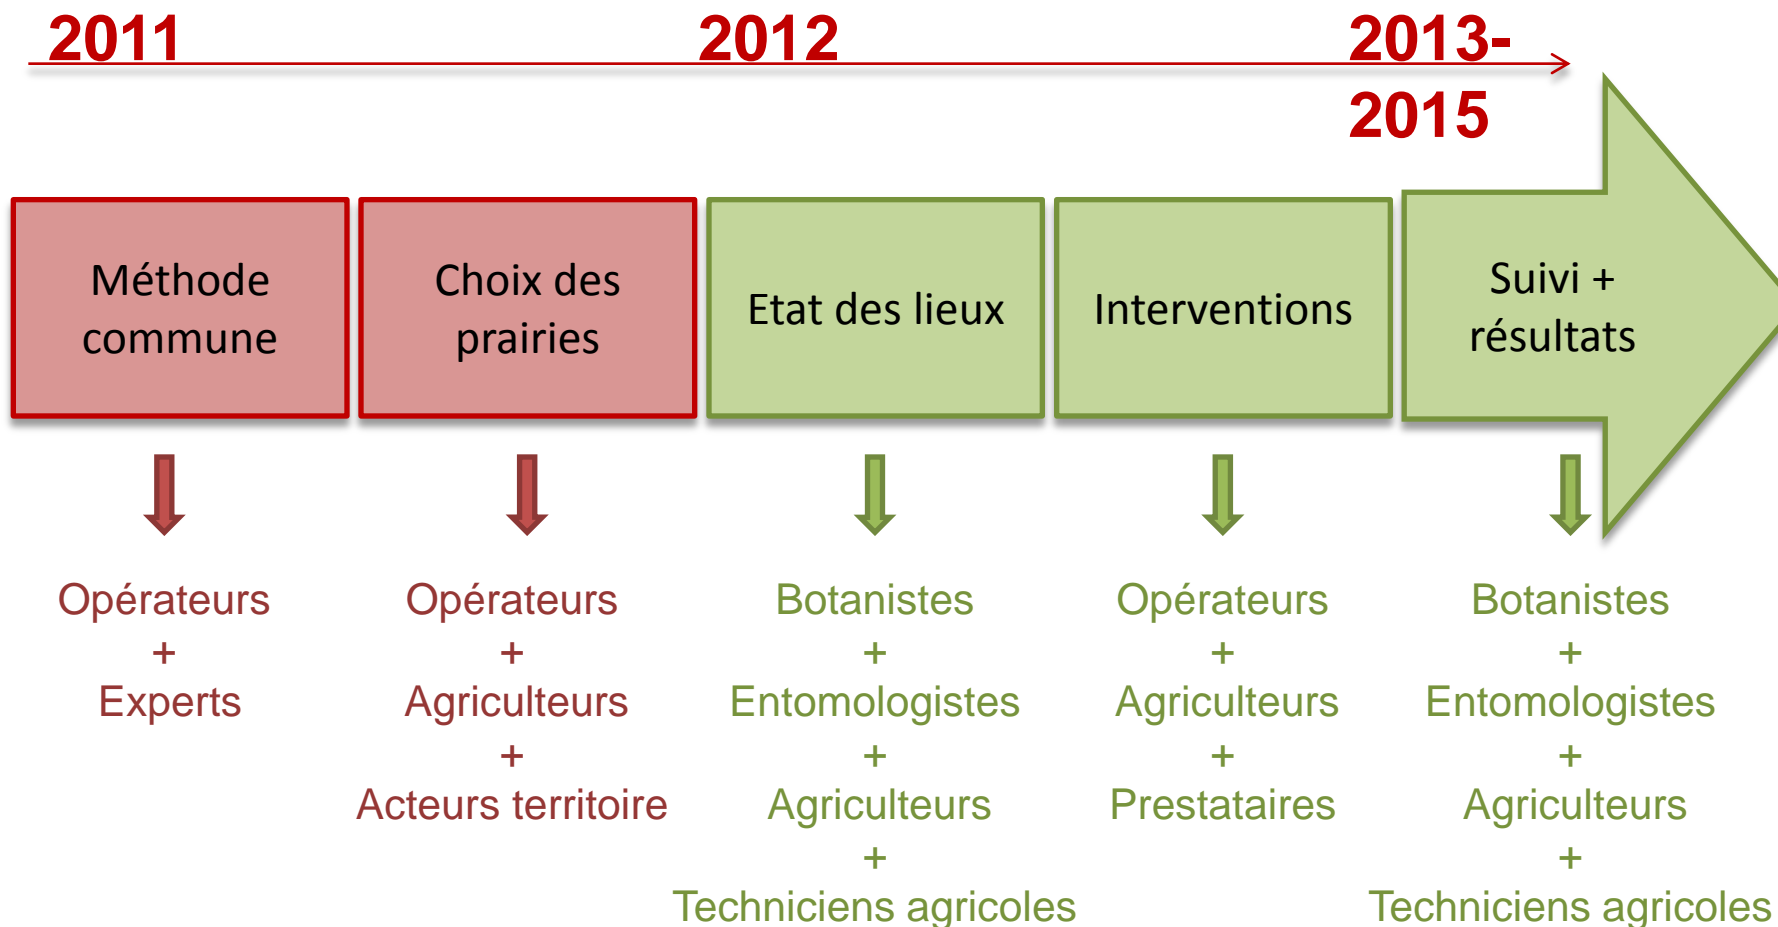 2011
2012
2013-
2015
Méthode
commune
Choix des
prairies
Etat des lieux
Interventions
Suivi +
résultats
Opérateurs
+
Experts
Opérateurs
+
Agriculteurs
+
Acteurs territoire
Botanistes
+
Entomologistes
+
Agriculteurs
+
Techniciens agricoles
Opérateurs
+
Agriculteurs
+
Prestataires
Botanistes
+
Entomologistes
+
Agriculteurs
+
Techniciens agricoles